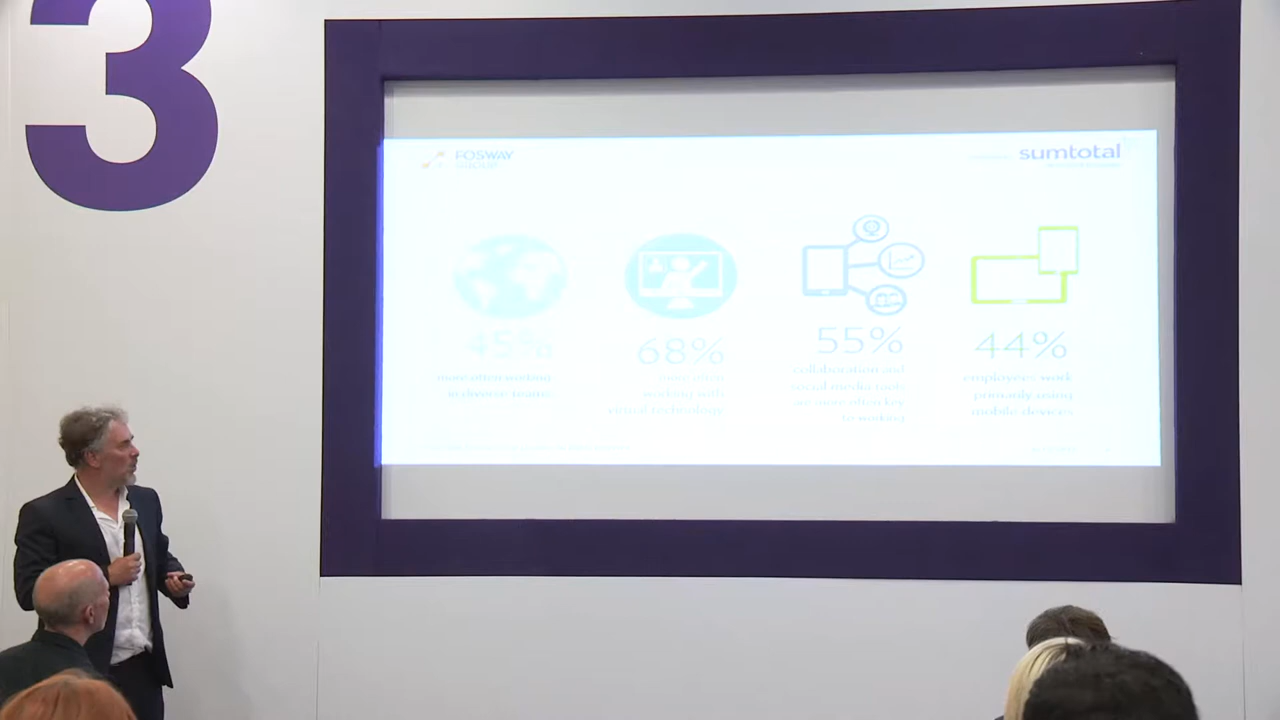 3
FOSWAY
GROUP
sumtotal
45%
more often working
in diverse teams
68%
more often
working with
virtual technology
55%
collaboration and
social media tools
are more often key
to working
44%
employees work
primarily using
mobile devices